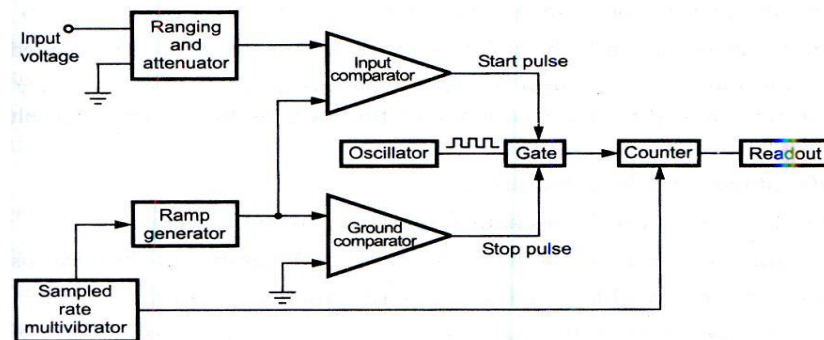 Input
voltage
Ranging
and
attenuator
Input
comparator
Start pulse
Oscillator
Gate
Counter
Readout
Ramp
generator
Ground
comparator
Stop pulse
Sampled
rate
multivibrator